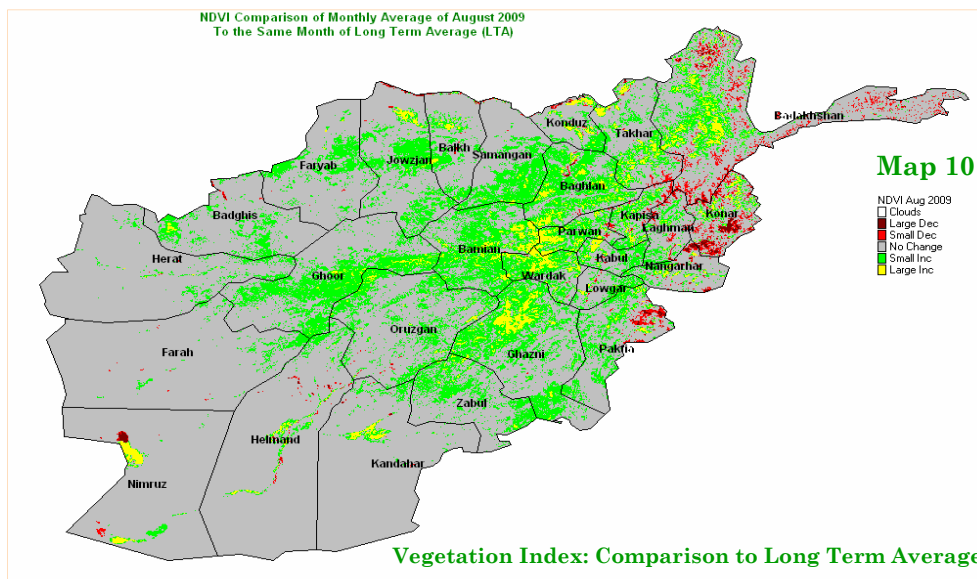 NDVI Comparison of Monthly Average of August 2009
To the Same Month of Long Term Average (LTA)
Badakhshan
Konduz
Takhar
Balkh
Samangan
Jowzjan
Faryab
Baghlan
Map 10
NDVI Aug 2009
Clouds
Large Dec
Small Dec
No Change
Small Inc
Large Inc
Badghis
Kapisa
Konar
Laghman
Parwan
Bamian
Kabul
Herat
Nangarhar
Ghoor
Wardak
Lowgar
Oruzgan
Farah
Ghazni
Paktia
Zabul
Helmand
Kandahar
Nimruz
Vegetation Index: Comparison to Long Term Average